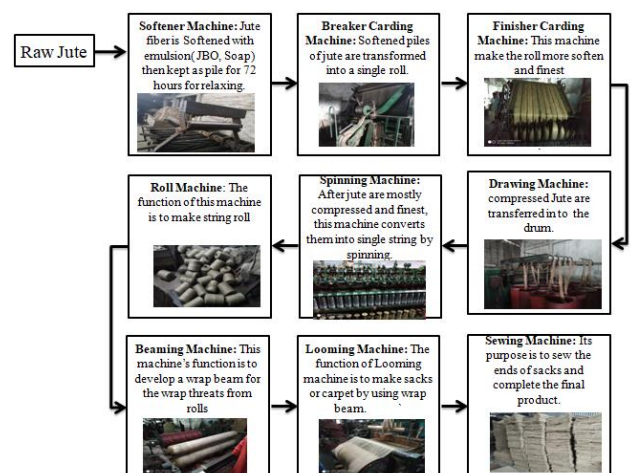 Raw Jute
Softener Machine: Jute
fiber is Softened with
emulsion( JBO, Soap)
then kept as pile for 72
hours for relaxing.
Breaker Carding
Machine: Softened piles
of jute are transformed
into a single roll.
Finisher Carding
Machine: This machine
make the roll more soften
and finest
Drawing Machine:
compressed Jute are
transferred in to the
drum.
Spinning Machine:
After jute are mostly
compressed and finest,
this machine converts
them into single string by
spinning.
Roll Machine: The
function of this machine
is to make string roll
Beaming Machine: This
machine's function is to
develop a wrap beam for
the wrap threats from
rolls
Looming Machine: The
function of Looming
machine is to make sacks
or carpet by using wrap
beam.
Sewing Machine: Its
purpose is to sew the
ends of sacks and
complete the final
product.